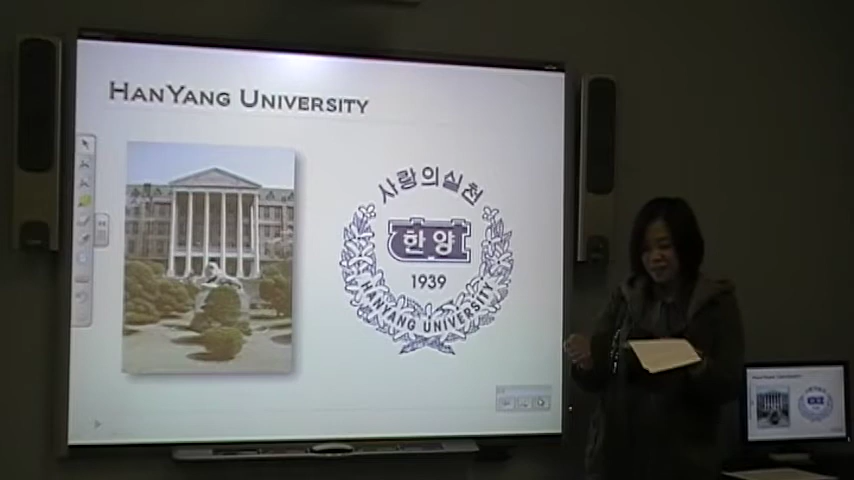 HANYANG UNIVERSITY
사랑의실천
한양
1939
HANYANG UNIVERSITY